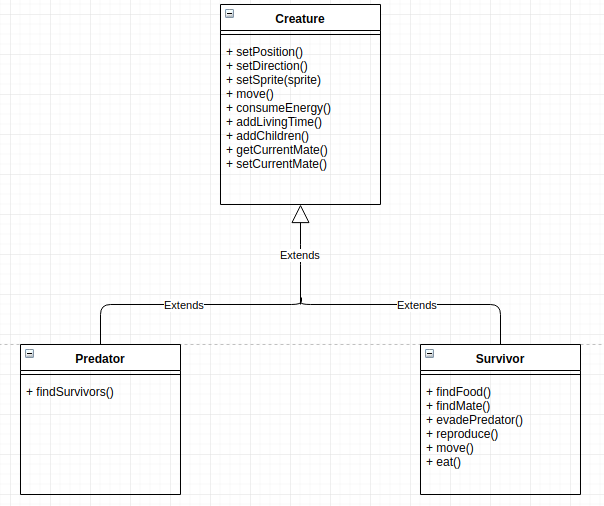 Creature
+ setPosition()
+ setDirection()
+ setSprite(sprite)
+ move()
+ consumeEnergy()
+ addLivingTime()
+ addChildren()
+ getCurrentMate()
+ setCurrentMate()
Extends
Extends
Extends
Predator
+ findSurvivors()
Survivor
+ findFood()
+ findMate()
+ evadePredator()
+ reproduce()
+ move()
+ eat()